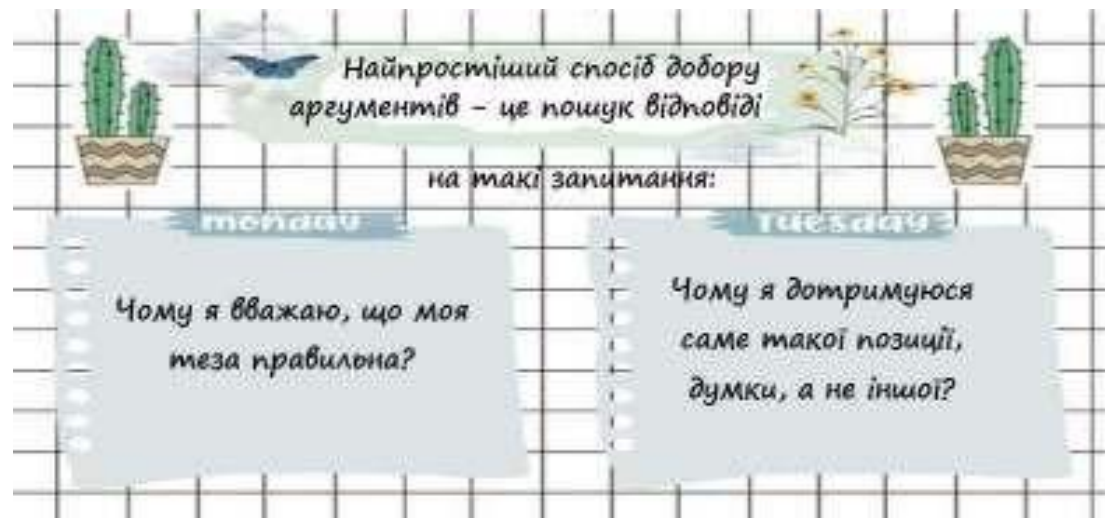 Найпростіший спосіб добору
аргументів – це пошук відповіді
на такі запитання:
monday
Чому я вважаю, що моя
теза правильна?
Tuesday
Чому я дотримуюся
саме такої позиції,
думки, а не іншої?